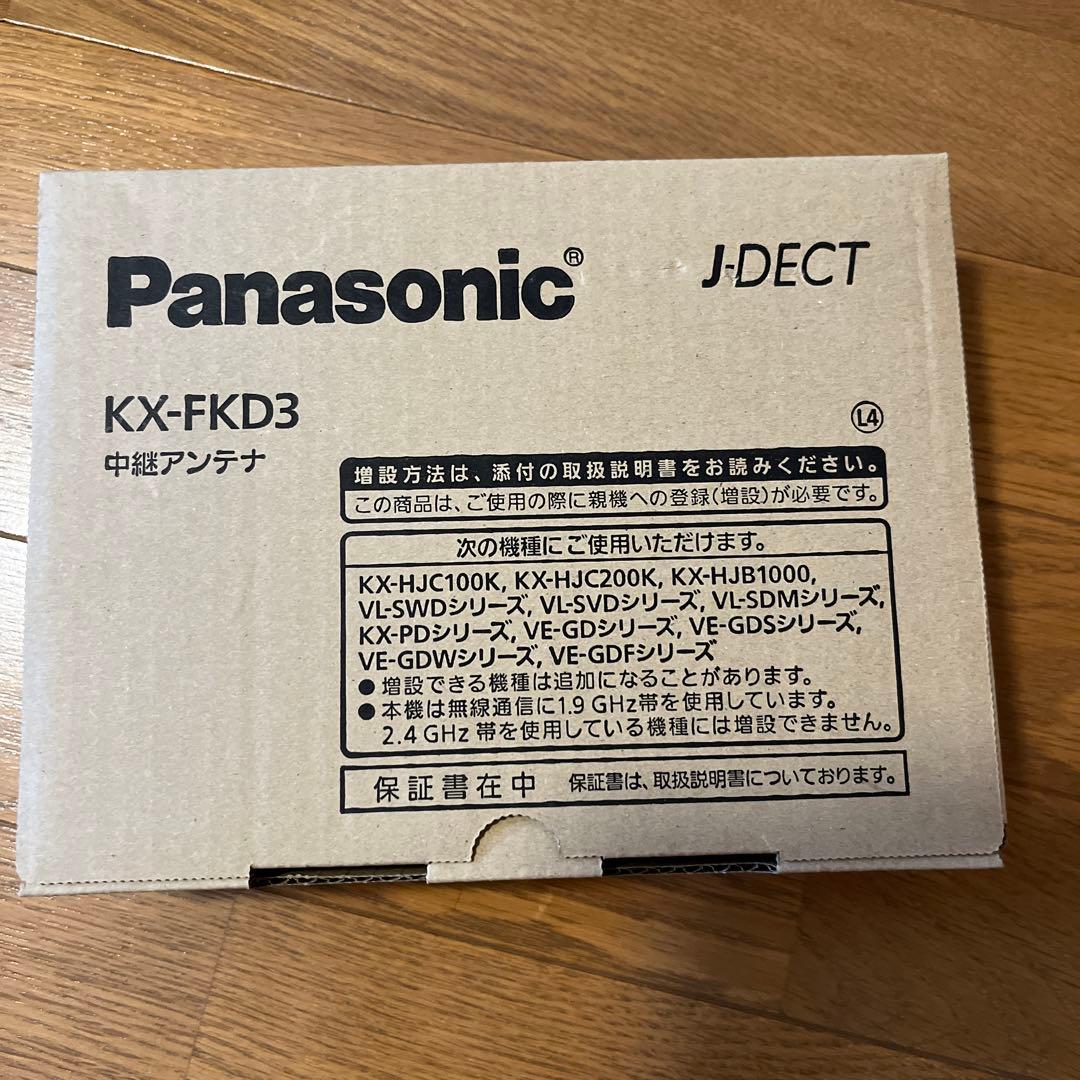 Panasonic®
J-DECT
KX-FKD3
中継アンテナ
L4
増設方法は、添付の取扱説明書をお読みください。
この商品は、ご使用の際に親機への登録(増設)が必要です。
次の機種にご使用いただけます。
KX-HJC100K, KX-HJC200K, KX-HJB1000,
VL-SWDシリーズ, VL-SVDシリーズ, VL-SDMシリーズ,
KX-PDシリーズ, VE-GDシリーズ, VE-GDSシリーズ,
VE-GDWシリーズ, VE-GDFシリーズ
● 増設できる機種は追加になることがあります。
● 本機は無線通信に1.9 GHz帯を使用しています。
2.4 GHz 帯を使用している機種には増設できません。
保証書在中 保証書は、取扱説明書についております。